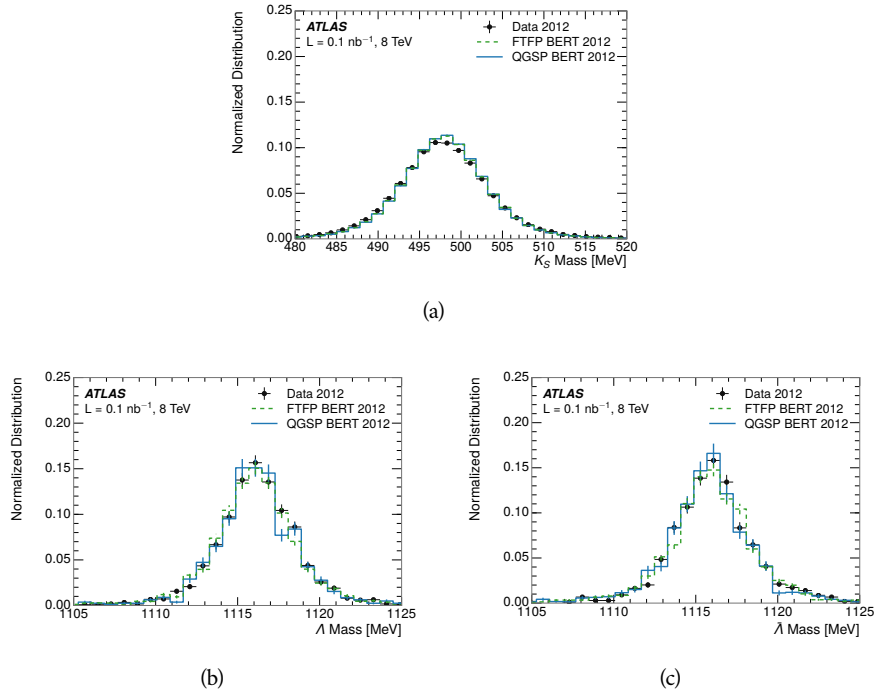 Normalized Distribution
0.25
0.20
0.15
0.10
0.05
0.00
ATLAS
L = 0.1 nb⁻¹, 8 TeV
Data 2012
FTFP BERT 2012
QGSP BERT 2012
480 485 490 495 500 505 510 515 520
K_S Mass [MeV]
(a)
Normalized Distribution
0.25
0.20
0.15
0.10
0.05
0.00
ATLAS
L = 0.1 nb⁻¹, 8 TeV
Data 2012
FTFP BERT 2012
QGSP BERT 2012
1105 1110 1115 1120 1125
Λ Mass [MeV]
(b)
Normalized Distribution
0.25
0.20
0.15
0.10
0.05
0.00
ATLAS
L = 0.1 nb⁻¹, 8 TeV
Data 2012
FTFP BERT 2012
QGSP BERT 2012
1105 1110 1115 1120 1125
Λ̄ Mass [MeV]
(c)